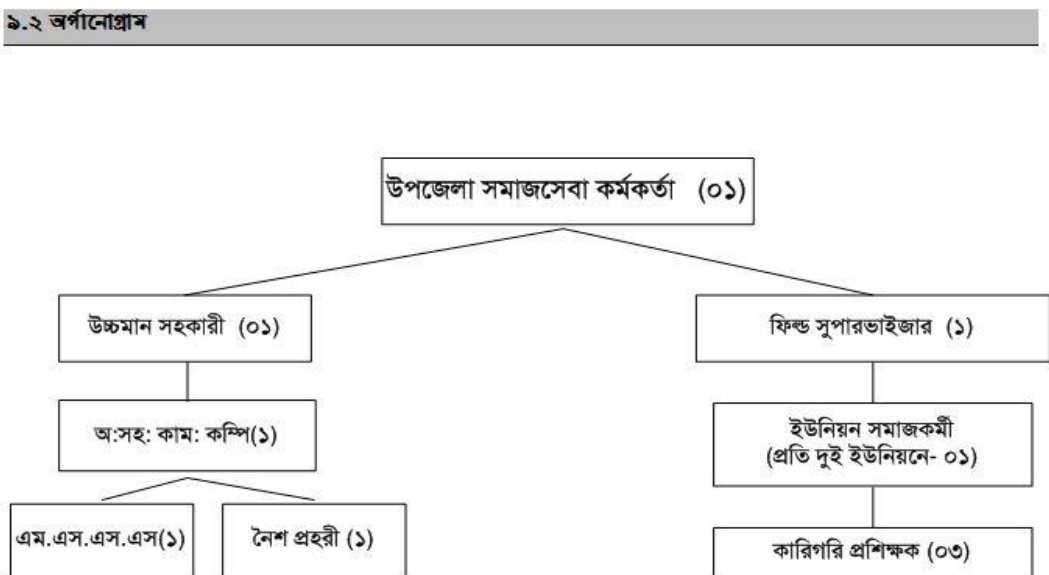 ৯.২ অর্গানোগ্রাম
উপজেলা সমাজসেবা কর্মকর্তা (০১)
উচ্চমান সহকারী (০১)
ফিল্ড সুপারভাইজার (১)
অ:সহ: কাম: কম্পি(১)
ইউনিয়ন সমাজকর্মী
(প্রতি দুই ইউনিয়নে- ০১)
এম.এস.এস.এস(১)
নৈশ প্রহরী (১)
কারিগরি প্রশিক্ষক (০৩)